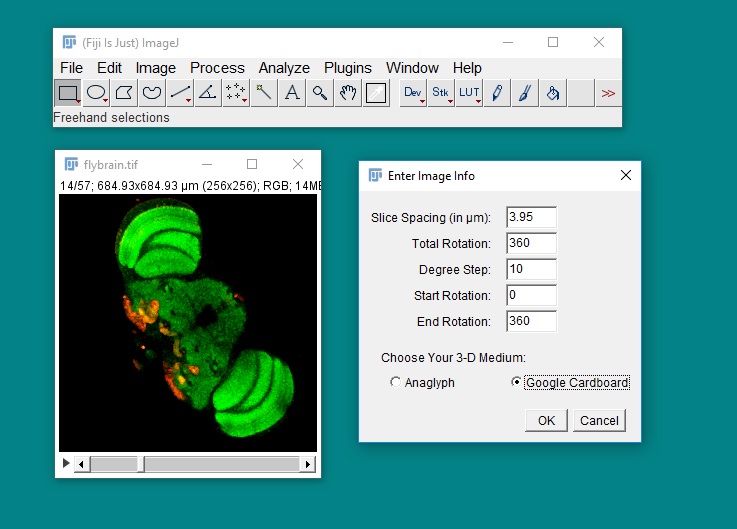 (Fiji Is Just) ImageJ
File Edit Image Process Analyze Plugins Window Help
A Dev Stk LUT >>
Freehand selections
flybrain.tif
14/57; 684.93x684.93 µm (256x256); RGB; 14M
Enter Image Info
Slice Spacing (in µm): 3.95
Total Rotation: 360
Degree Step: 10
Start Rotation: 0
End Rotation: 360
Choose Your 3-D Medium:
Anaglyph Google Cardboard
OK Cancel